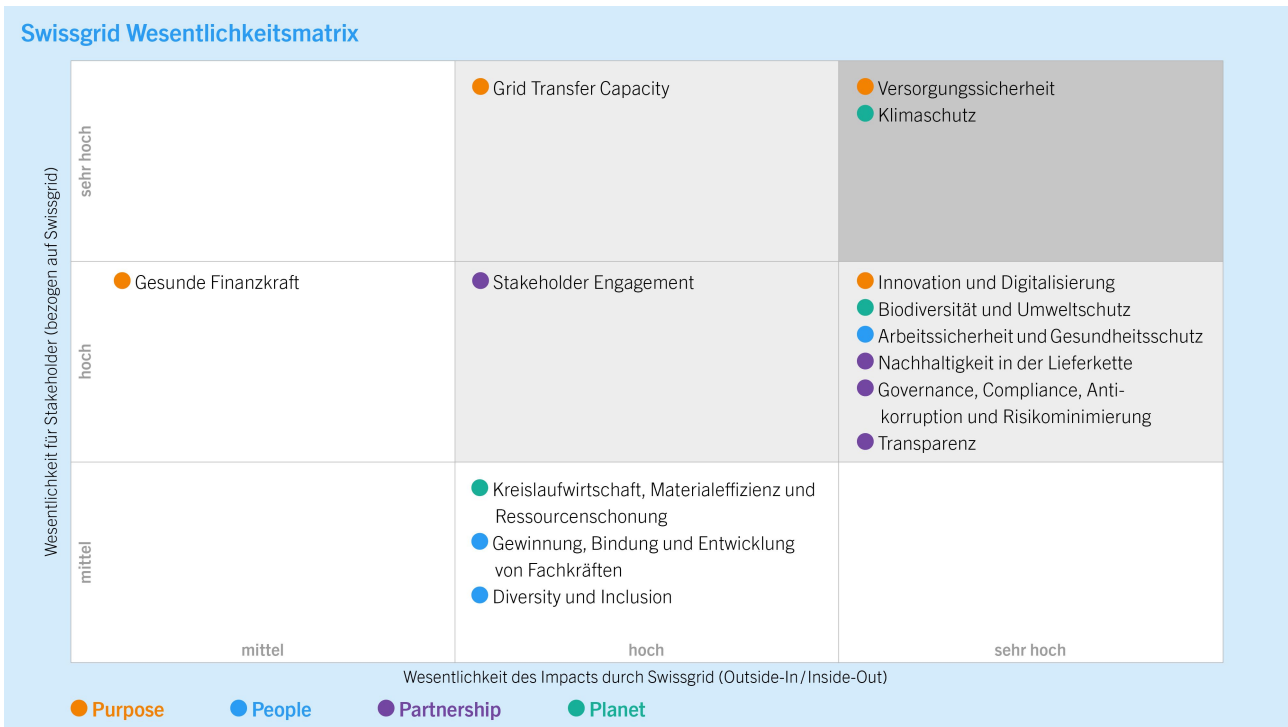 Swissgrid Wesentlichkeitsmatrix
Wesentlichkeit für Stakeholder (bezogen auf Swissgrid)
sehr hoch
Grid Transfer Capacity
Versorgungssicherheit
Klimaschutz
hoch
Gesunde Finanzkraft
Stakeholder Engagement
Innovation und Digitalisierung
Biodiversität und Umweltschutz
Arbeitssicherheit und Gesundheitsschutz
Nachhaltigkeit in der Lieferkette
Governance, Compliance, Anti-
korruption und Risikominimierung
Transparenz
mittel
Kreislaufwirtschaft, Materialeffizienz und
Ressourcenschonung
Gewinnung, Bindung und Entwicklung
von Fachkräften
Diversity und Inclusion
mittel
hoch
sehr hoch
Wesentlichkeit des Impacts durch Swissgrid (Outside-In/Inside-Out)
Purpose
People
Partnership
Planet